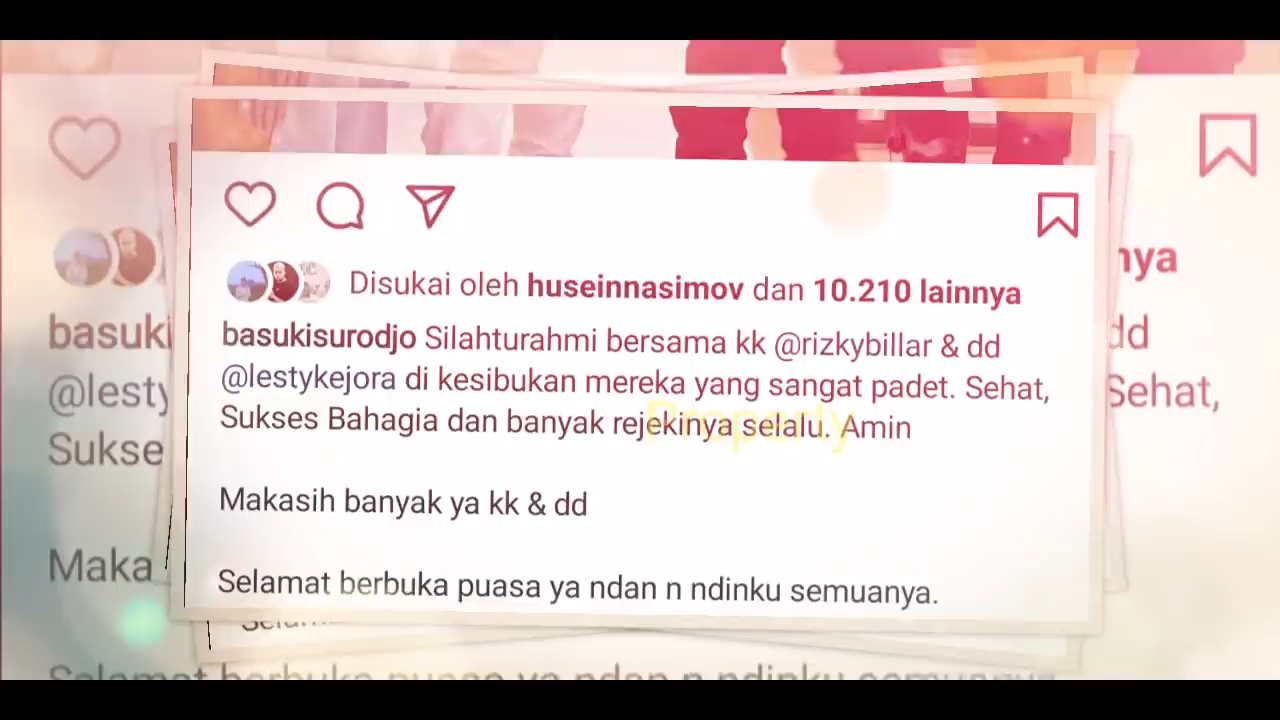 Disukai oleh huseinnasimov dan 10.210 lainnya
basukisurodjo Silahturahmi bersama kk @rizkybillar & dd
@lestykejora di kesibukan mereka yang sangat padet. Sehat,
Sukses Bahagia dan banyak rejekinya selalu. Amin
Property
Makasih banyak ya kk & dd
Selamat berbuka puasa ya ndan n ndinku semuanya.